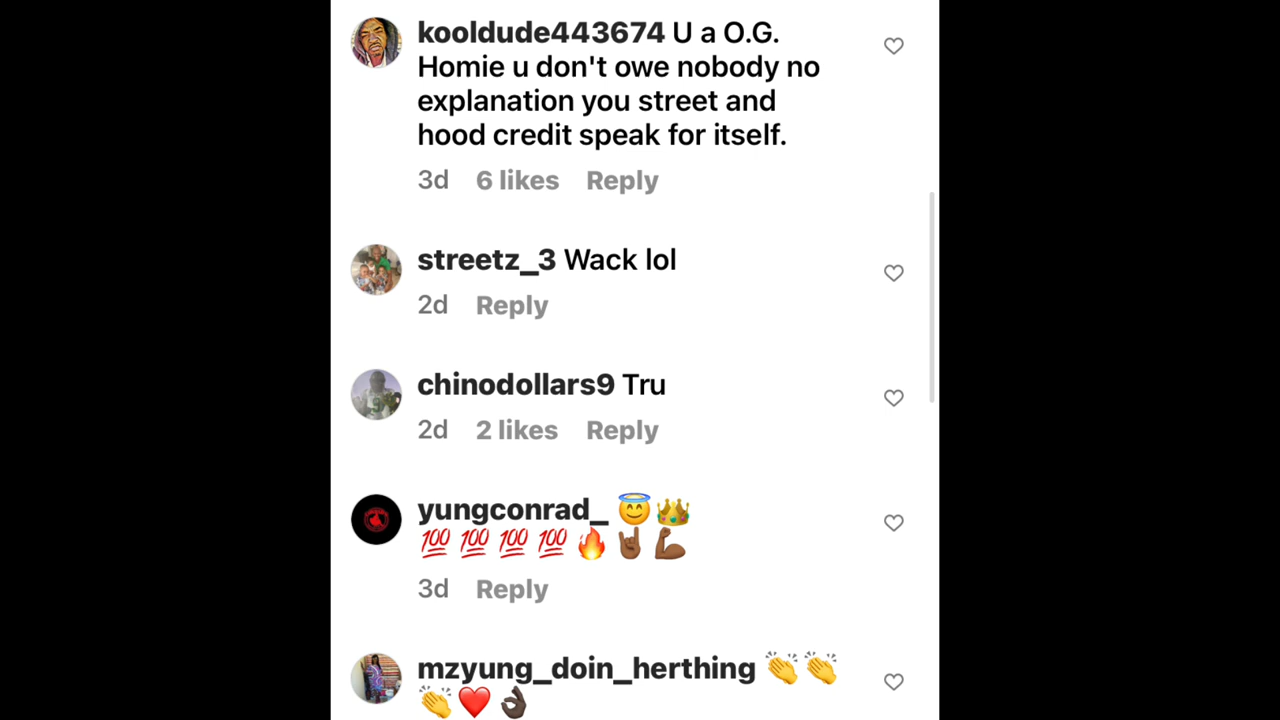 kooldude443674 U a O.G.
Homie u don't owe nobody no
explanation you street and
hood credit speak for itself.
3d 6 likes Reply
streetz_3 Wack lol
2d Reply
chinodollars9 Tru
2d 2 likes Reply
yungconrad_ 😇👑
💯💯💯💯🔥🤘🏾💪🏾
3d Reply
mzyung_doin_herthing 👏👏
👏❤️👌🏿